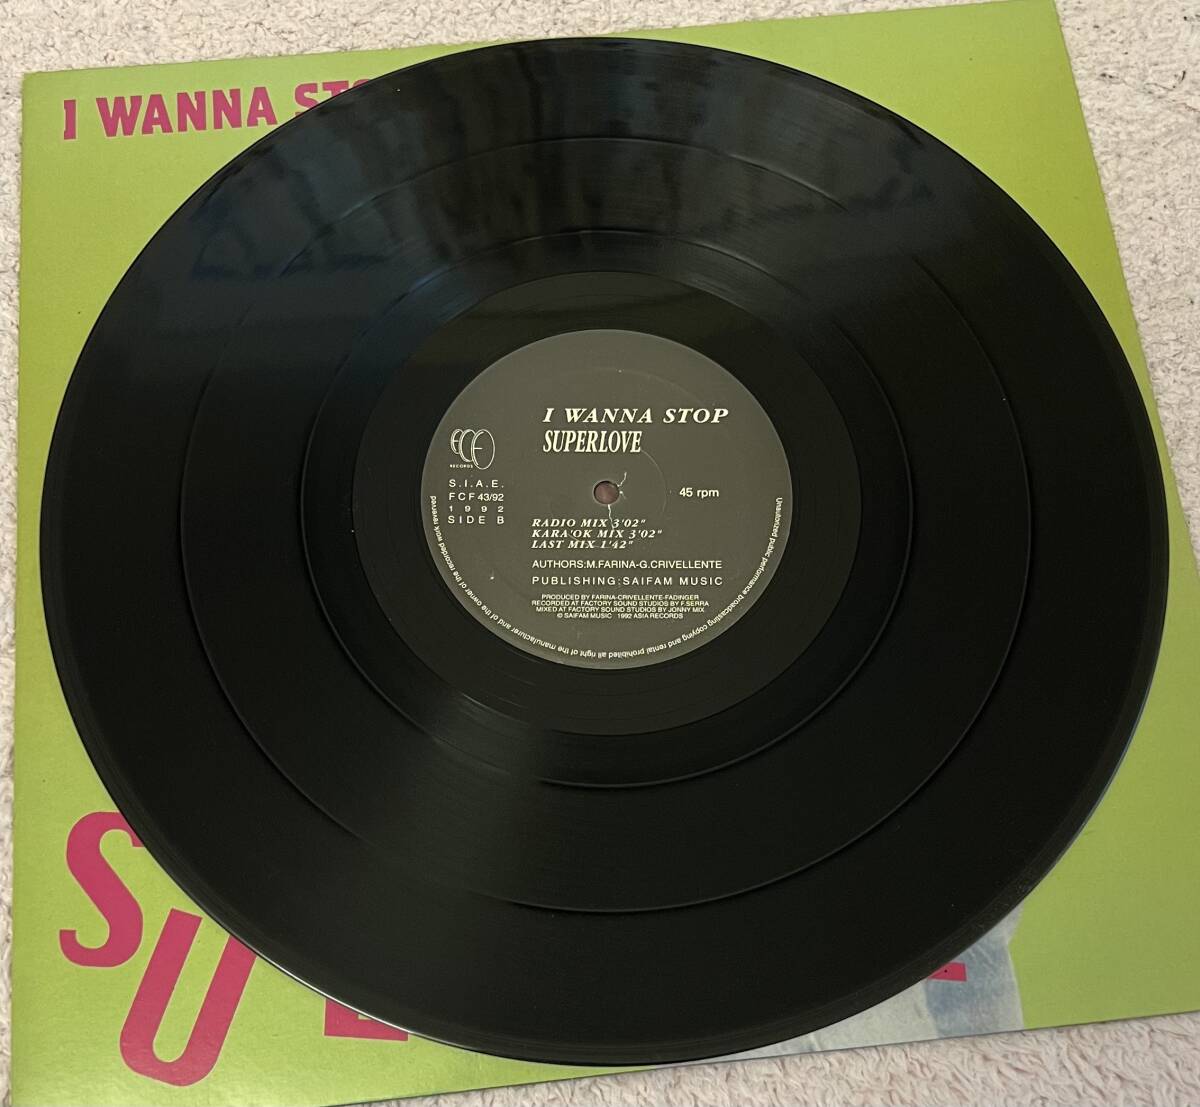 I WANNA
SU
I WANNA STOP
SUPERLOVE
FCF
RECORDS
S.I.A.E.
FCF 43/92
1992
SIDE B
45 rpm
RADIO MIX 3'02"
KARA'OK MIX 3'02"
LAST MIX 1'42"
AUTHORS:M.FARINA-G.CRIVELLENTE
PUBLISHING:SAIFAM MUSIC
PRODUCED BY FARINA-CRIVELLENTE-FADINGER
RECORDED AT FACTORY SOUND STUDIOS BY F.SERRA
MIXED AT FACTORY SOUND STUDIOS BY JONNY MIX
© SAIFAM MUSIC 1992 ASIA RECORDS
Unautorized public performance broadcasting copying and rental prohibited all right of the manufacturer and of the owner of the recorded work reverved